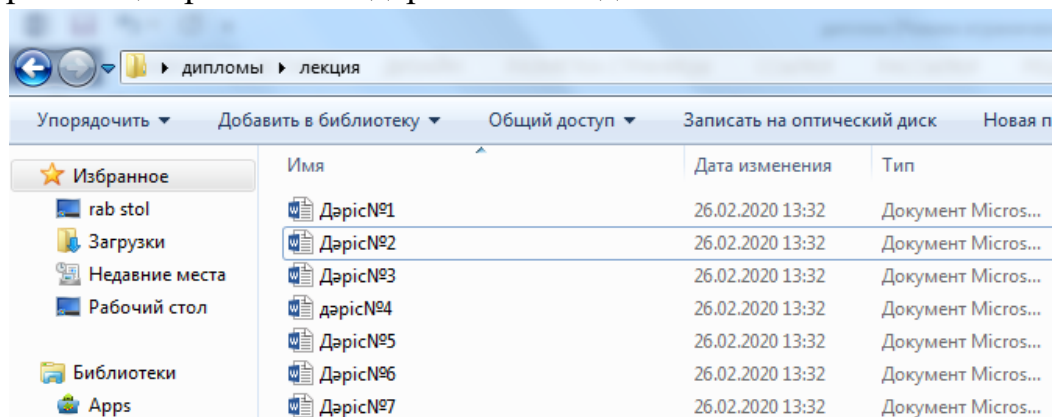 дипломы ▸ лекция
Упорядочить Добавить в библиотеку Общий доступ Записать на оптический диск Новая
Имя Дата изменения Тип
Избранное
rab stol Дәріс№1 26.02.2020 13:32 Документ Micros...
Загрузки Дәріс№2 26.02.2020 13:32 Документ Micros...
Недавние места Дәріс№3 26.02.2020 13:32 Документ Micros...
Рабочий стол дәріс№4 26.02.2020 13:32 Документ Micros...
Дәріс№5 26.02.2020 13:32 Документ Micros...
Библиотеки Дәріс№6 26.02.2020 13:32 Документ Micros...
Apps Дәріс№7 26.02.2020 13:32 Документ Micros...